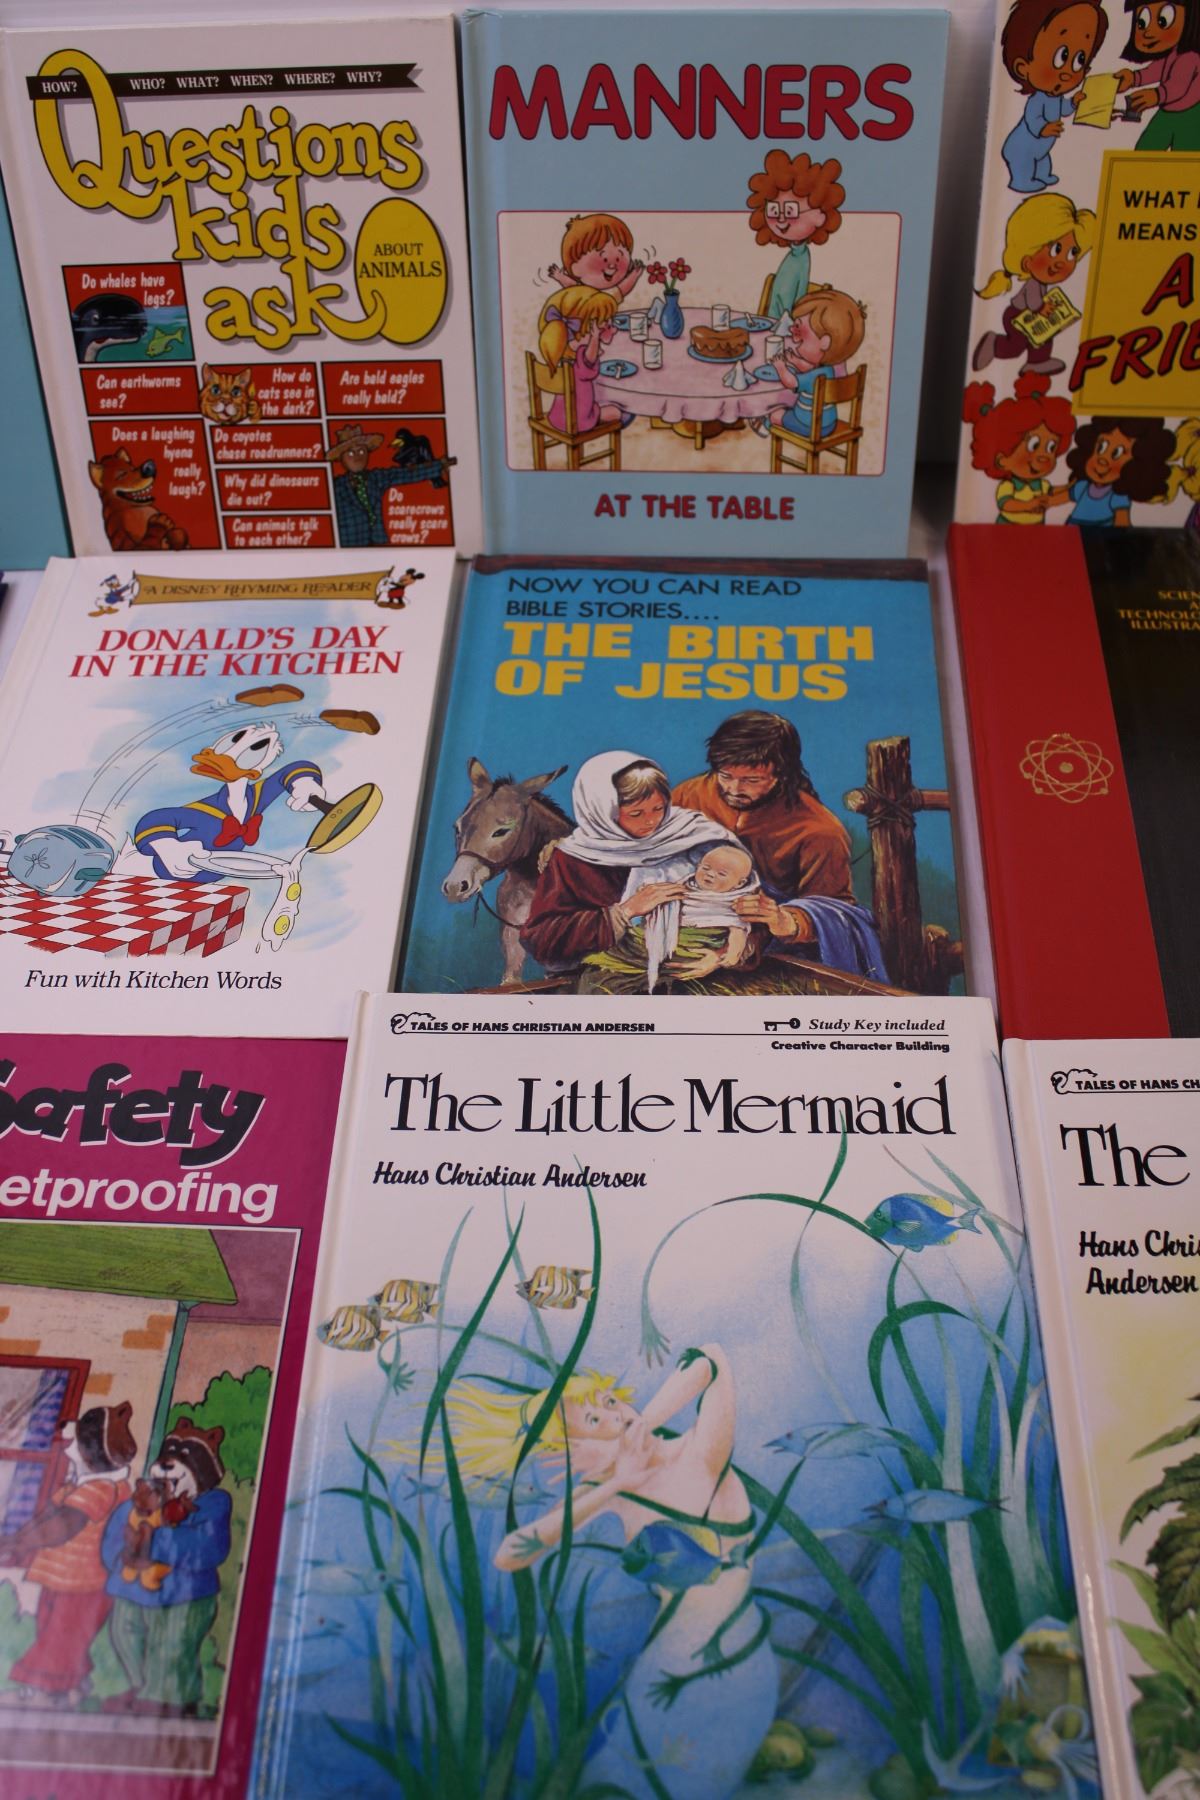 HOW? WHO? WHAT? WHEN? WHERE? WHY?
Questions
kids
ask
ABOUT
ANIMALS
Do whales have
legs?
Can earthworms
see?
How do
cats see in
the dark?
Are bald eagles
really bald?
Does a laughing
hyena
really
laugh?
Do coyotes
chase roadrunners?
Why did dinosaurs
die out?
Can animals talk
to each other?
Do
scarecrows
really scare
crows?
MANNERS
AT THE TABLE
WHAT
MEANS
A
A DISNEY RHYMING READER
DONALD'S DAY
IN THE KITCHEN
Fun with Kitchen Words
NOW YOU CAN READ
BIBLE STORIES....
THE BIRTH
OF JESUS
Safety
TALES OF HANS CHRISTIAN ANDERSEN
Study Key included
Creative Character Building
The Little Mermaid
Hans Christian Andersen
TALES OF HANS
The
Hans
Andersen